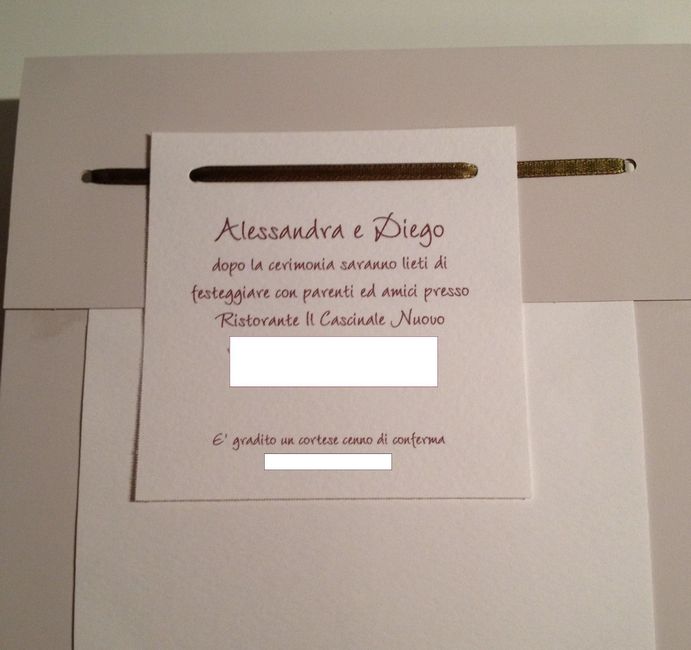 Alessandra e Diego
dopo la cerimonia saranno lieti di
festeggiare con parenti ed amici presso
Ristorante Il Cascinale Nuovo
E' gradito un cortese cenno di conferma